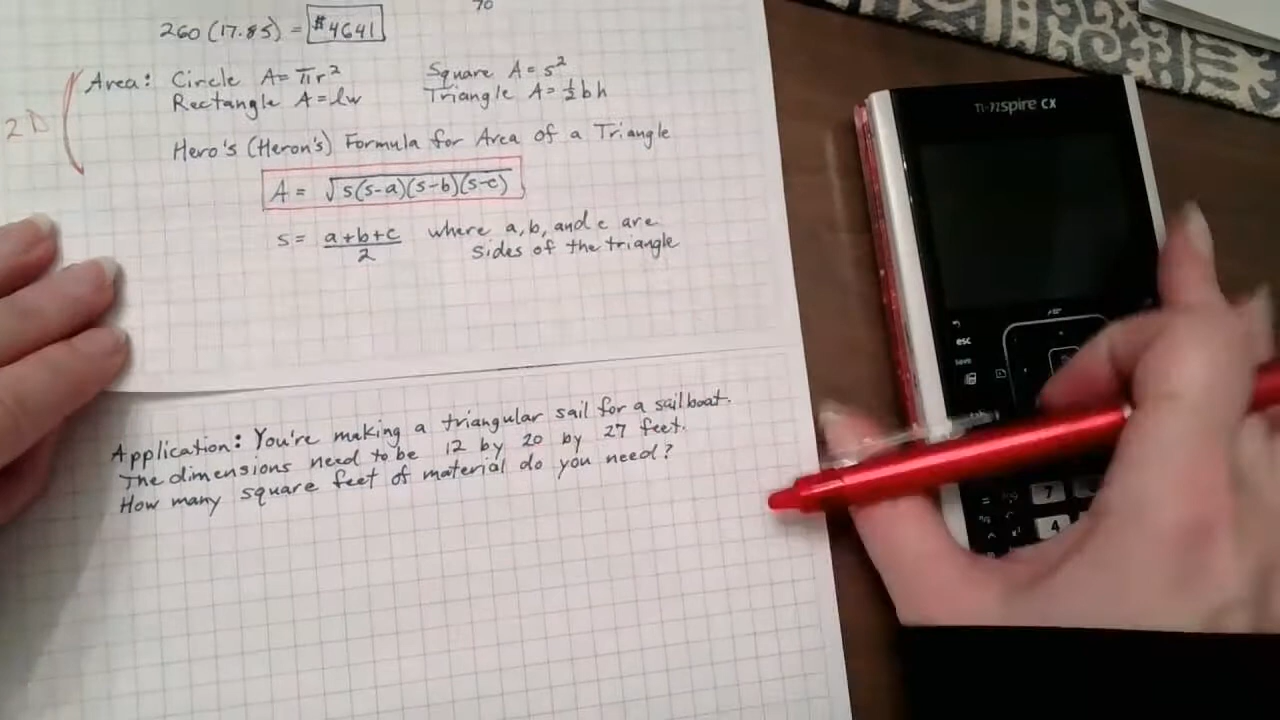 70
260 (17.85) = $4641
Area: Circle A = πr² Square A = s²
Rectangle A = lw Triangle A = ½ bh
2D
Hero's (Heron's) Formula for Area of a Triangle
A = √s(s-a)(s-b)(s-c)
s = a+b+c / 2 where a, b, and c are
sides of the triangle
Application: You're making a triangular sail for a sailboat.
The dimensions need to be 12 by 20 by 27 feet.
How many square feet of material do you need?
TI-nspire CX
esc
save
7
4